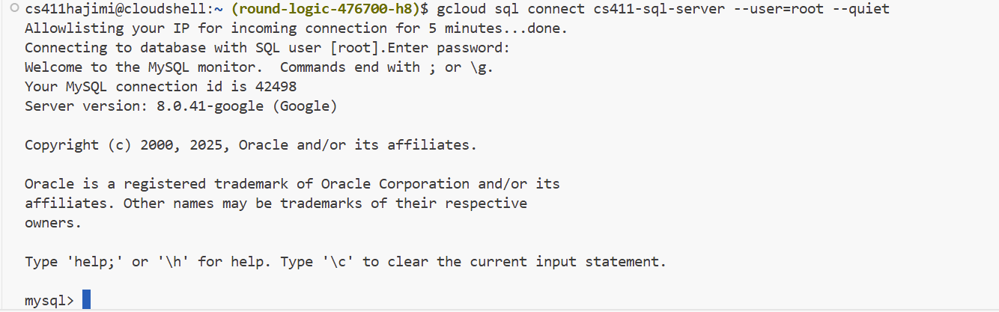 cs411hajimi@cloudshell:~ (round-logic-476700-h8)$ gcloud sql connect cs411-sql-server --user=root --quiet
Allowlisting your IP for incoming connection for 5 minutes...done.
Connecting to database with SQL user [root].Enter password:
Welcome to the MySQL monitor.  Commands end with ; or \g.
Your MySQL connection id is 42498
Server version: 8.0.41-google (Google)

Copyright (c) 2000, 2025, Oracle and/or its affiliates.

Oracle is a registered trademark of Oracle Corporation and/or its
affiliates. Other names may be trademarks of their respective
owners.

Type 'help;' or '\h' for help. Type '\c' to clear the current input statement.

mysql>